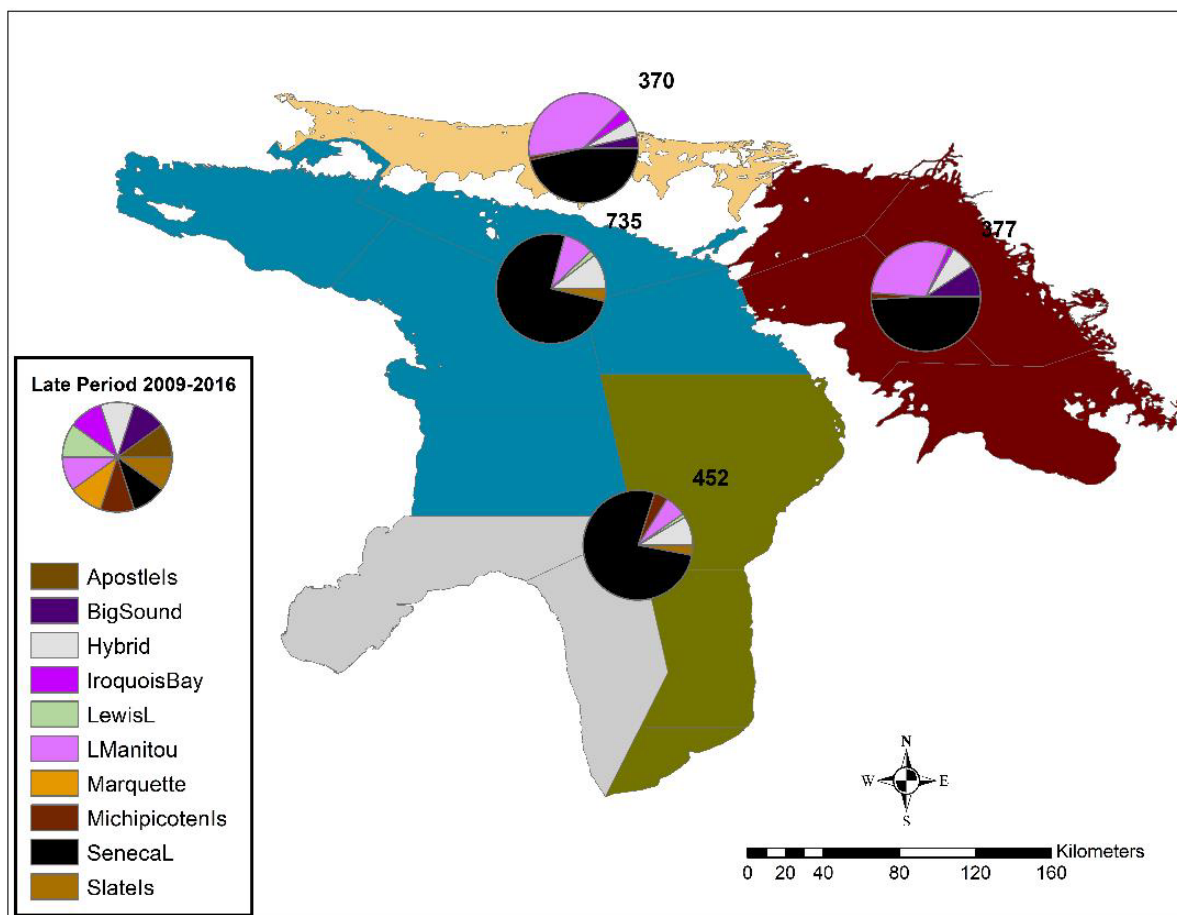 370
735
377
452
Late Period 2009-2016
ApostleIs
BigSound
Hybrid
IroquoisBay
LewisL
LManitou
Marquette
MichipicotenIs
SenecaL
SlateIs
N
W E
S
Kilometers
0 20 40 80 120 160